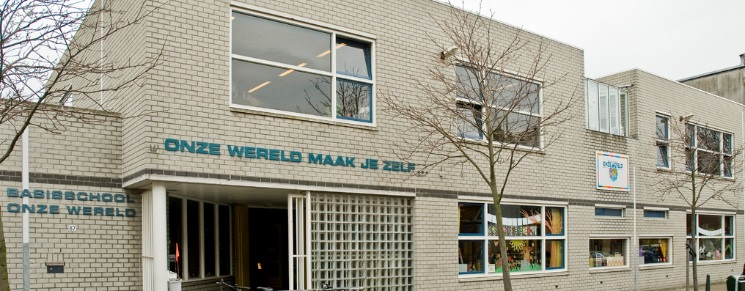 ONZE WERELD MAAK JE ZELF...
BASISSCHOOL
ONZE WERELD